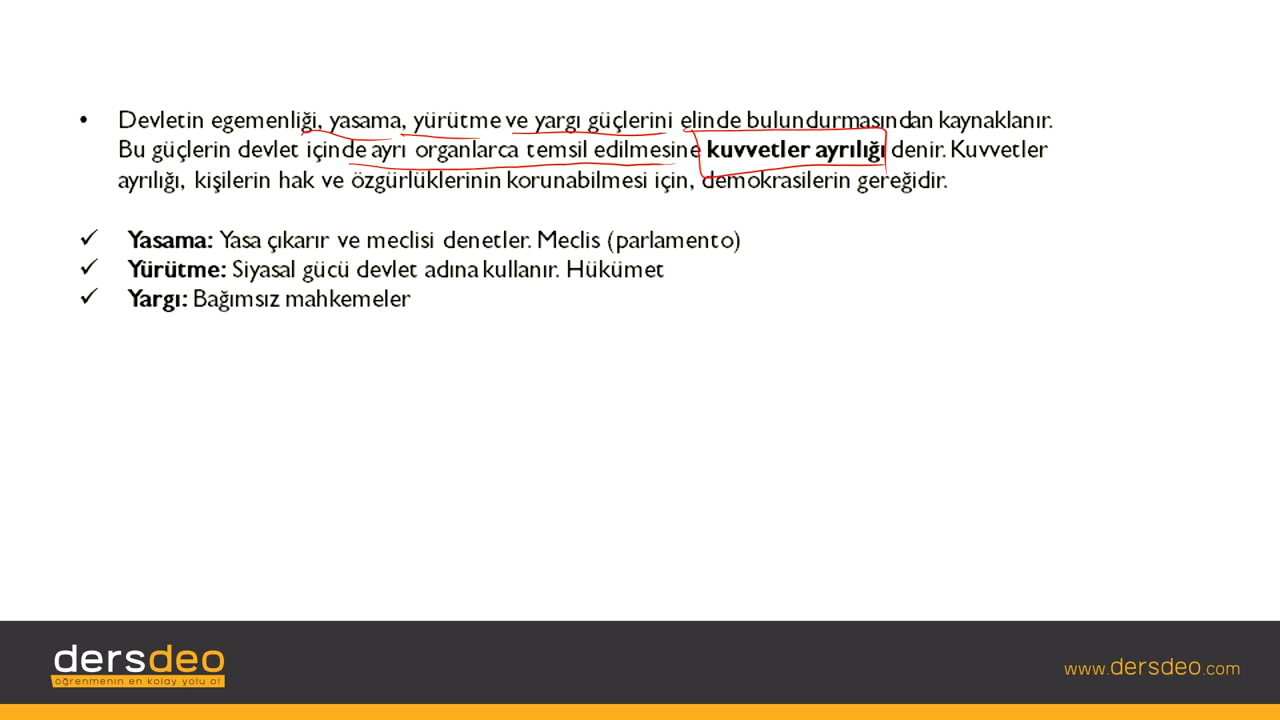 • Devletin egemenliği, yasama, yürütme ve yargı güçlerini elinde bulundurmasından kaynaklanır.
Bu güçlerin devlet içinde ayrı organlarca temsil edilmesine kuvvetler ayrılığı denir. Kuvvetler
ayrılığı, kişilerin hak ve özgürlüklerinin korunabilmesi için, demokrasilerin gereğidir.
✓ Yasama: Yasa çıkarır ve meclisi denetler. Meclis (parlamento)
✓ Yürütme: Siyasal gücü devlet adına kullanır. Hükümet
✓ Yargı: Bağımsız mahkemeler
dersdeo
öğrenmenin en kolay yolu o!
www.dersdeo.com